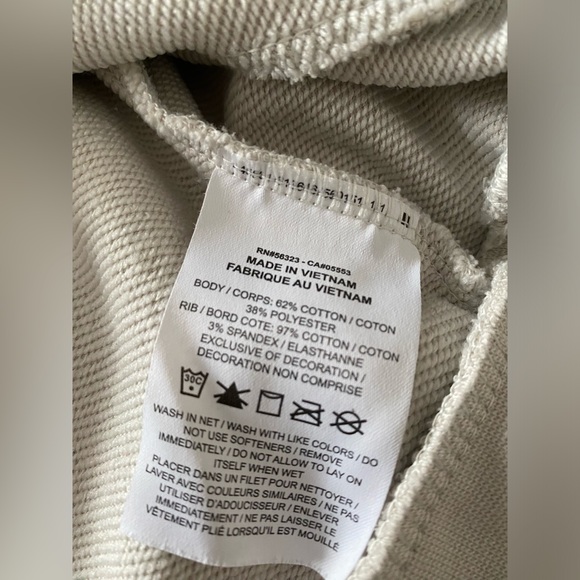 RN#56323 - CA#05553
MADE IN VIETNAM
FABRIQUE AU VIETNAM
BODY / CORPS: 62% COTTON / COTON
38% POLYESTER
RIB / BORD COTE: 97% COTTON / COTON
3% SPANDEX / ELASTHANNE
EXCLUSIVE OF DECORATION /
DECORATION NON COMPRISE
30C
WASH IN NET / WASH WITH LIKE COLORS / DO
NOT USE SOFTENERS / REMOVE
IMMEDIATELY / DO NOT ALLOW TO LAY ON
ITSELF WHEN WET
PLACER DANS UN FILET POUR NETTOYER /
LAVER AVEC COULEURS SIMILAIRES / NE PAS
UTILISER D'ADOUCISSEUR / ENLEVER
IMMÉDIATEMENT / NE PAS LAISSER LE
VÊTEMENT PLIÉ LORSQU'IL EST MOUILLÉ